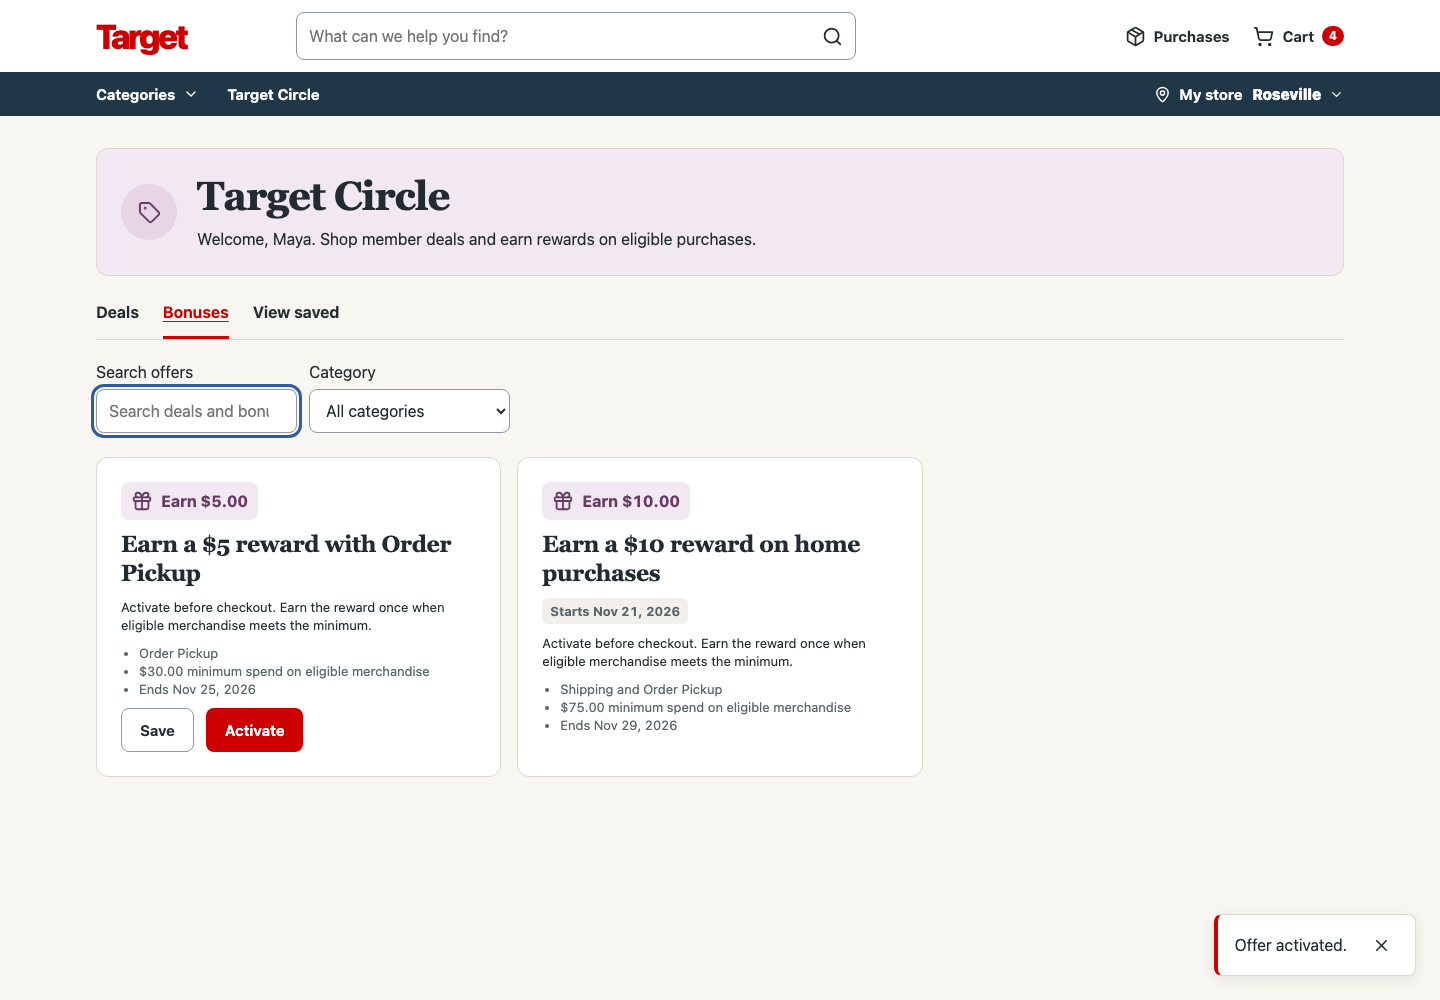 Target
What can we help you find?
Purchases
Cart 4
Categories
Target Circle
My store Roseville
Target Circle
Welcome, Maya. Shop member deals and earn rewards on eligible purchases.
Deals
Bonuses
View saved
Search offers
Category
Search deals and bonu
All categories
Earn $5.00
Earn a $5 reward with Order
Pickup
Activate before checkout. Earn the reward once when
eligible merchandise meets the minimum.
• Order Pickup
• $30.00 minimum spend on eligible merchandise
• Ends Nov 25, 2026
Save
Activate
Earn $10.00
Earn a $10 reward on home
purchases
Starts Nov 21, 2026
Activate before checkout. Earn the reward once when
eligible merchandise meets the minimum.
• Shipping and Order Pickup
• $75.00 minimum spend on eligible merchandise
• Ends Nov 29, 2026
Offer activated.